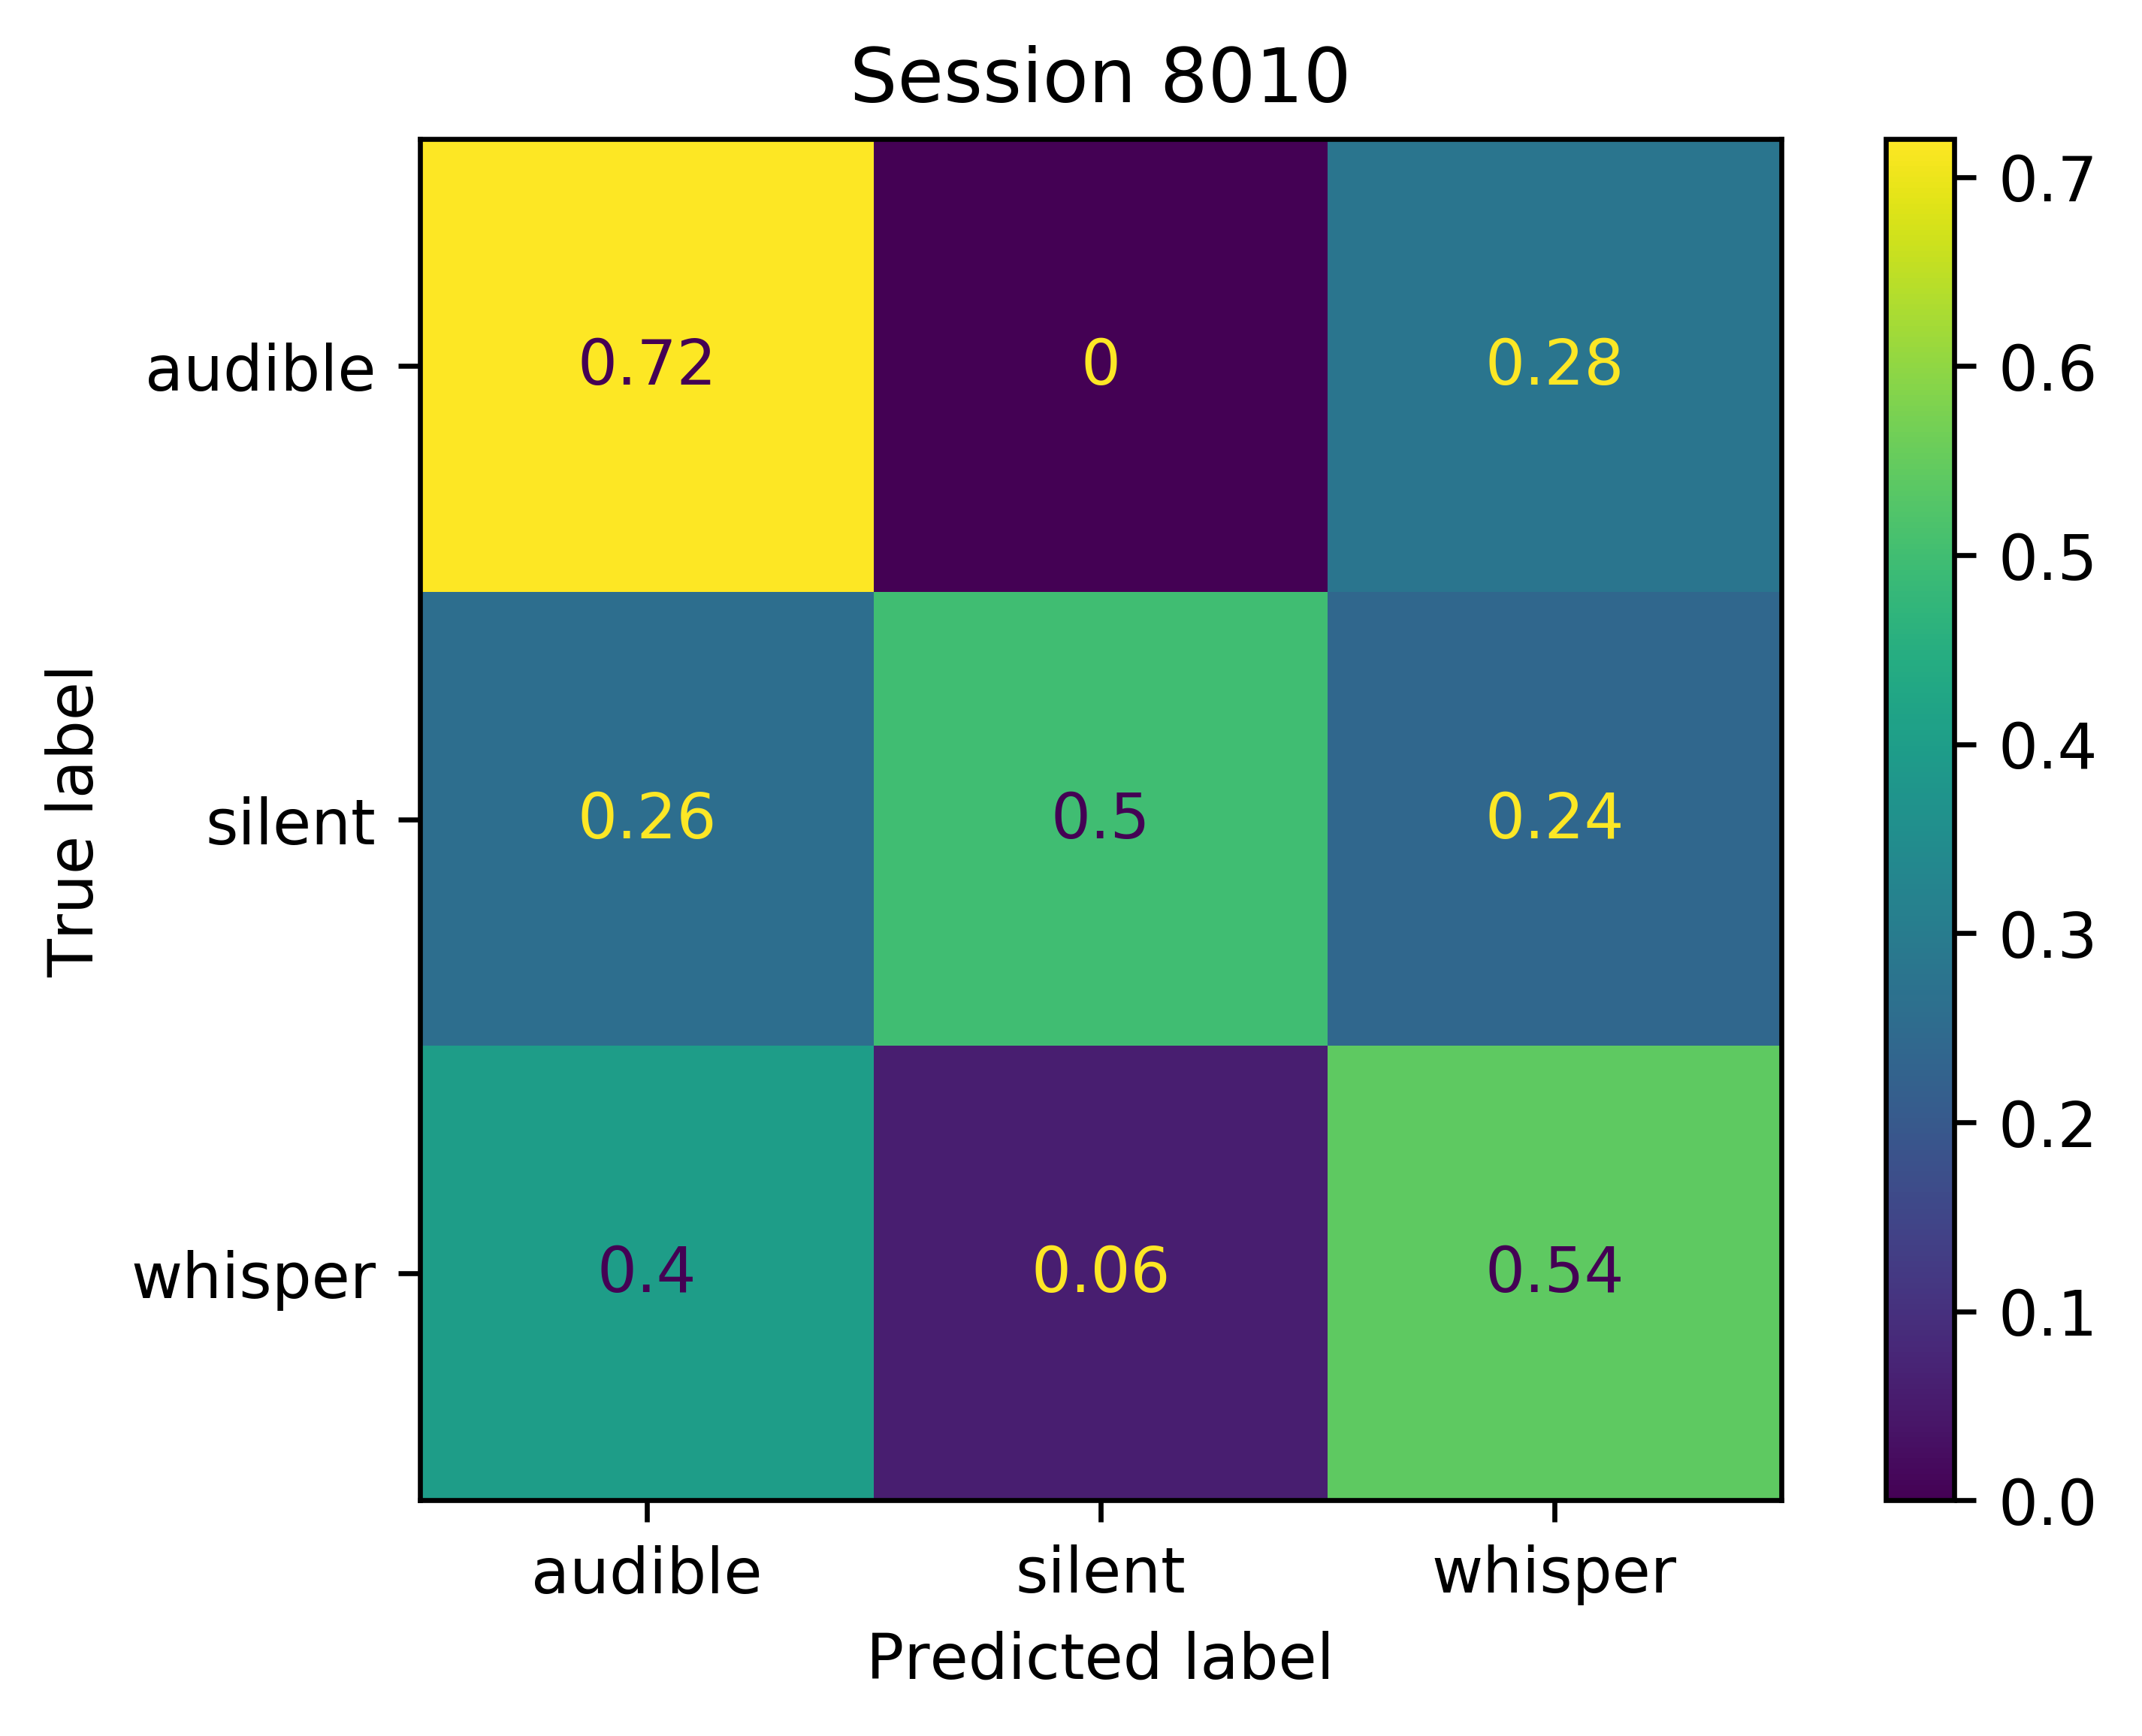 Session 8010
True label
audible
0.72 0 0.28
silent
0.26 0.5 0.24
whisper
0.4 0.06 0.54
audible silent whisper
Predicted label
0.7
0.6
0.5
0.4
0.3
0.2
0.1
0.0